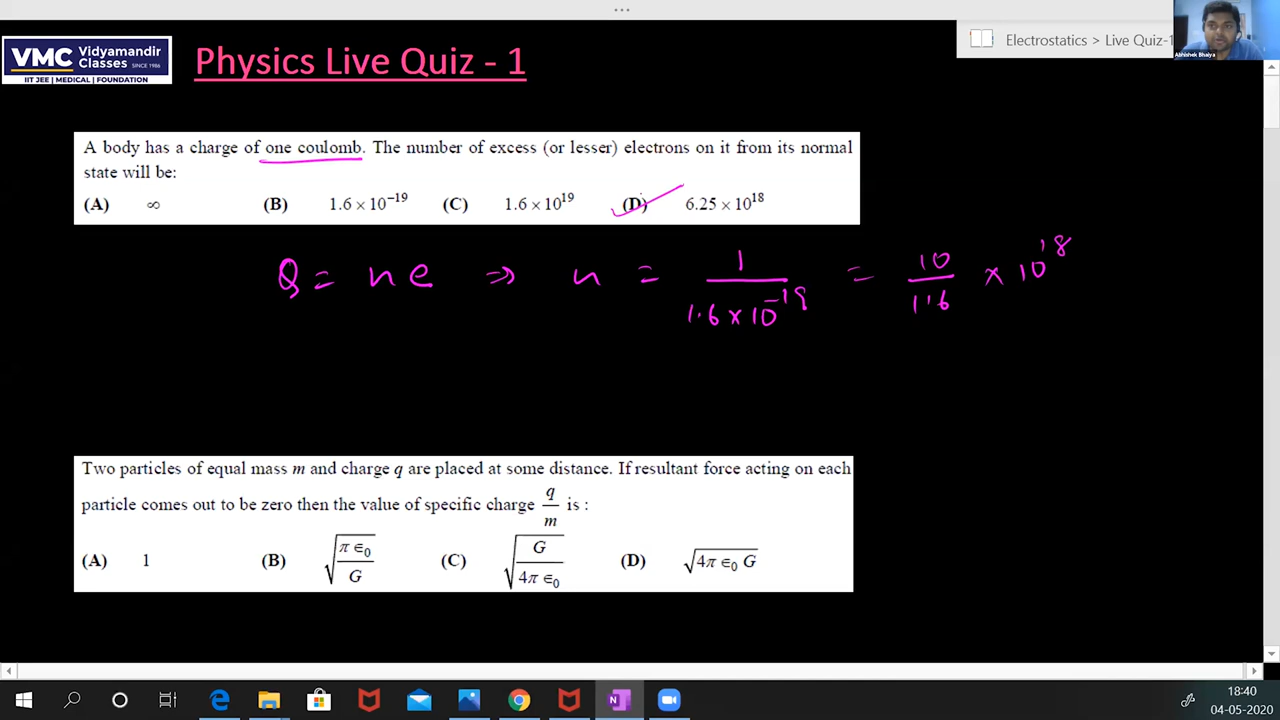 VMC Vidyamandir Classes SINCE 1986
IIT JEE | MEDICAL | FOUNDATION
Physics Live Quiz - 1
Electrostatics > Live Quiz-1
Abhishek Bhaiya
A body has a charge of one coulomb. The number of excess (or lesser) electrons on it from its normal
state will be:
(A) ∞ (B) 1.6 × 10⁻¹⁹ (C) 1.6 × 10¹⁹ (D) 6.25 × 10¹⁸
Q = ne ⇒ n = 1/(1.6 × 10⁻¹⁹) = 10/1.6 × 10¹⁸
Two particles of equal mass m and charge q are placed at some distance. If resultant force acting on each
particle comes out to be zero then the value of specific charge q/m is :
(A) 1 (B) √(π∈₀/G) (C) √(G/4π∈₀) (D) √(4π∈₀ G)
18:40
04-05-2020